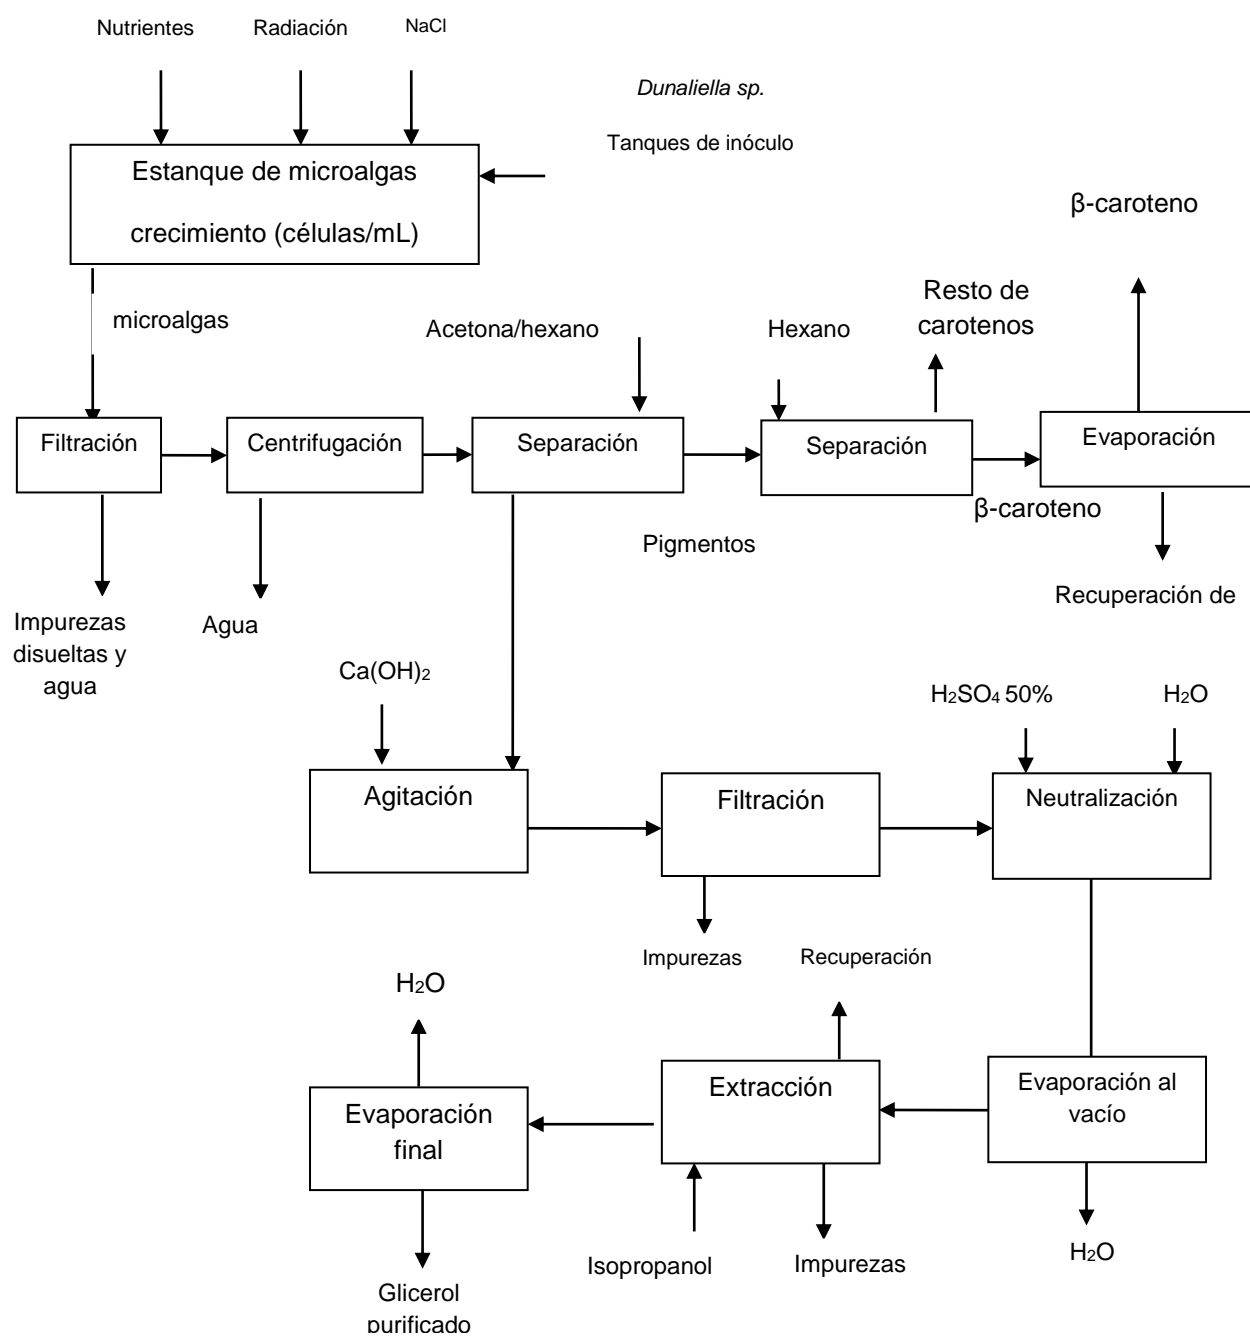 Nutrientes
Radiación
NaCl
Dunaliella sp.
Tanques de inóculo
Estanque de microalgas
crecimiento (células/mL)
β-caroteno
microalgas
Acetona/hexano
Hexano
Resto de
carotenos
Filtración
Centrifugación
Separación
Separación
Evaporación
β-caroteno
Pigmentos
Recuperación de
Impurezas
disueltas y
agua
Agua
Ca(OH)₂
H₂SO₄ 50%
H₂O
Agitación
Filtración
Neutralización
Impurezas
Recuperación
H₂O
Evaporación
final
Extracción
Evaporación al
vacío
Isopropanol
Impurezas
H₂O
Glicerol
purificado